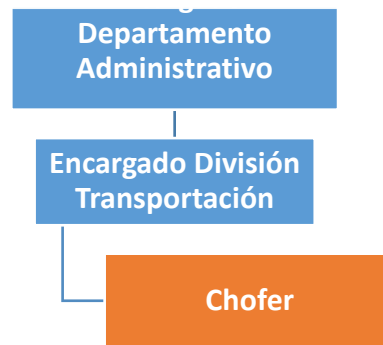 Departamento
Administrativo
Encargado División
Transportación
Chofer